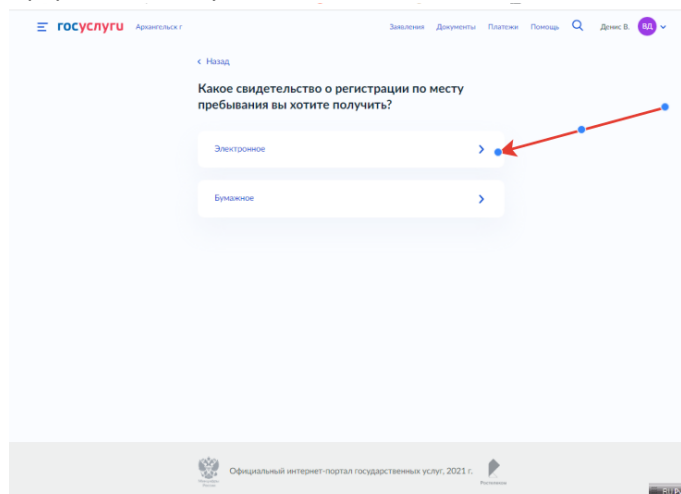 госуслуги Архангельск г Заявления Документы Платежи Помощь Денис В. ВД
Назад
Какое свидетельство о регистрации по месту
пребывания вы хотите получить?
Электронное
Бумажное
Официальный интернет-портал государственных услуг, 2021 г.